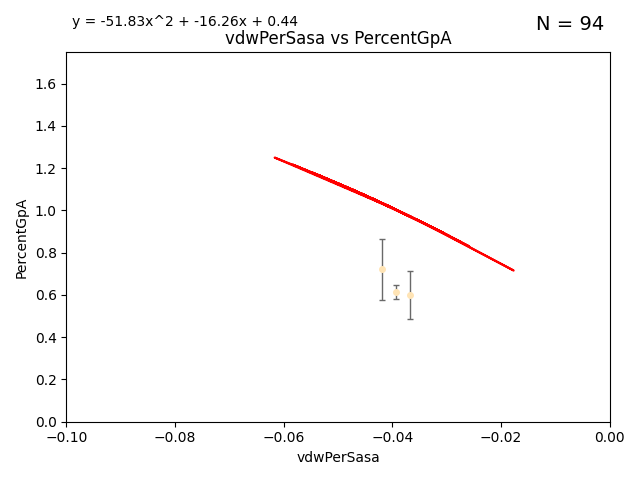 y = -51.83x^2 + -16.26x + 0.44
N = 94
vdwPerSasa vs PercentGpA
1.6
1.4
1.2
1.0
0.8
0.6
0.4
0.2
0.0
PercentGpA
−0.10 −0.08 −0.06 −0.04 −0.02 0.00
vdwPerSasa